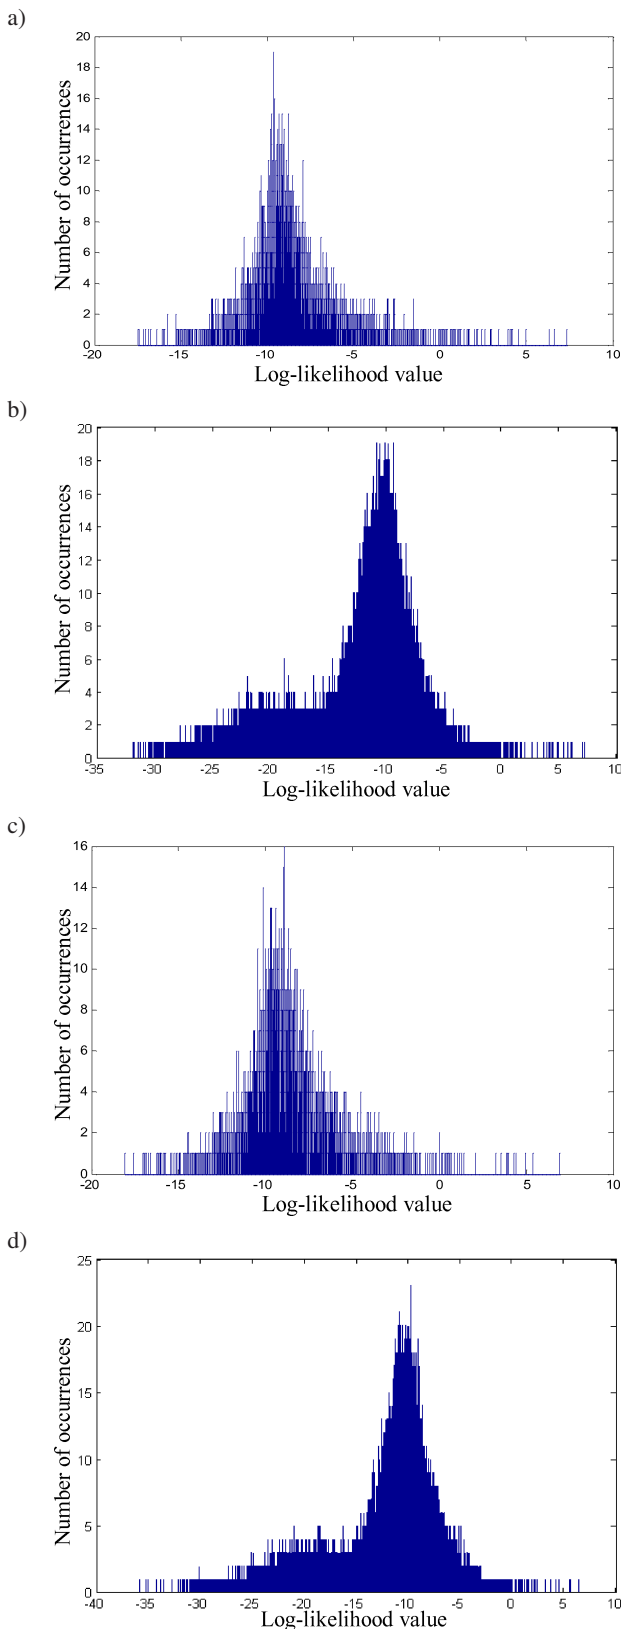 a)
20
18
16
14
12
10
8
6
4
2
0
Number of occurrences
-20 -15 -10 -5 0 5 10
Log-likelihood value
b)
20
18
16
14
12
10
8
6
4
2
0
Number of occurrences
-35 -30 -25 -20 -15 -10 -5 0 5 10
Log-likelihood value
c)
16
14
12
10
8
6
4
2
0
Number of occurrences
-20 -15 -10 -5 0 5 10
Log-likelihood value
d)
25
20
15
10
5
0
Number of occurrences
-40 -35 -30 -25 -20 -15 -10 -5 0 5 10
Log-likelihood value